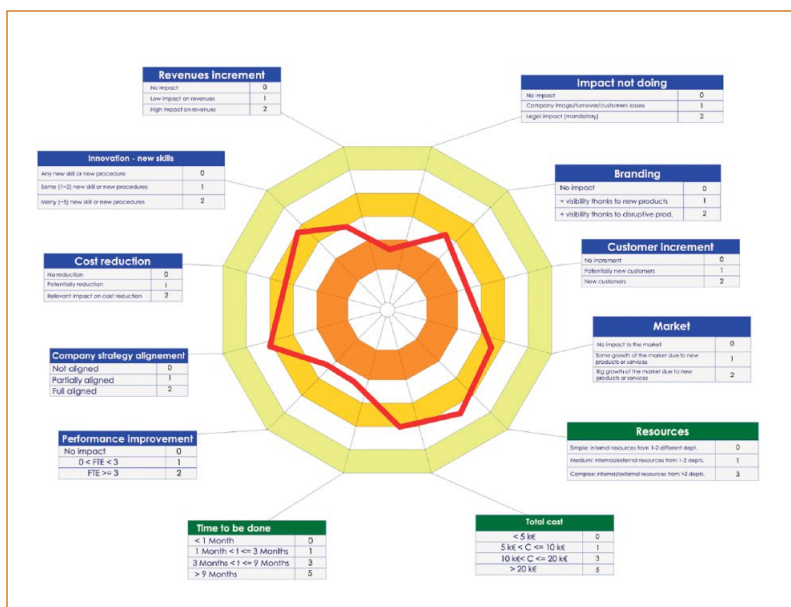 Revenues increment
No impact 0
Low impact on revenues 1
High impact on revenues 2
Impact not doing
No impact 0
Company image/turnover/customers losses 1
Legal impact (mandatory) 2
Innovation - new skills
Any new skill or new procedure 0
Some (1÷2) new skill or new procedures 1
Many (~5) new skill or new procedures 2
Branding
No impact 0
+ visibility thanks to new products 1
+ visibility thanks to disruptive prod. 2
Cost reduction
No reduction 0
Potentially reduction 1
Relevant impact on cost reduction 2
Customer increment
No increment 0
Potentially new customers 1
New customers 2
Company strategy alignement
Not aligned 0
Partially aligned 1
Full aligned 2
Market
No impact to the market 0
Some growth of the market due to new
products or services 1
Big growth of the market due to new
products or services 2
Performance improvement
No impact 0
0 < FTE < 3 1
FTE >= 3 2
Resources
Simple: internal resources from 1-2 different dept. 0
Medium: internal/external resources from 1-2 depts. 1
Complex: internal/external resources from >2 depts. 3
Time to be done
< 1 Month 0
1 Month < t <= 3 Months 1
3 Months < t <= 9 Months 3
> 9 Months 5
Total cost
< 5 k€ 0
5 k€ < C <= 10 k€ 1
10 k€< C <= 20 k€ 3
> 20 k€ 5